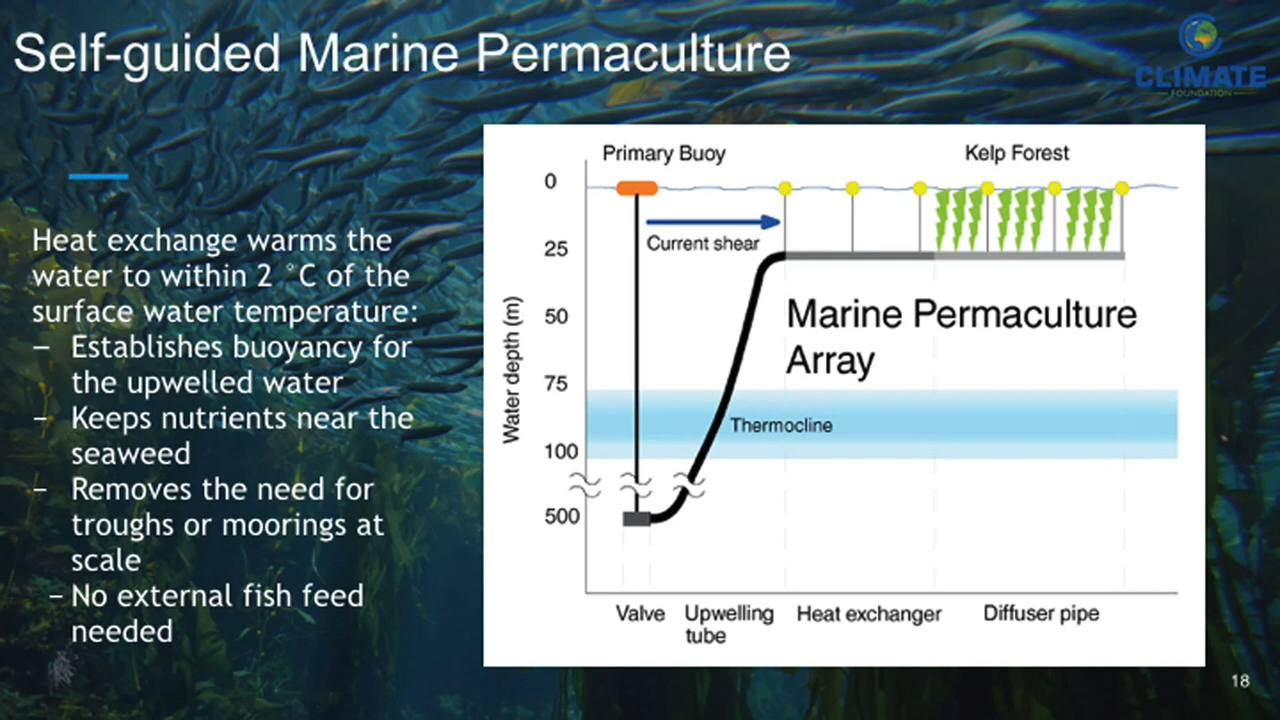 Self-guided Marine Permaculture
CLIMATE
FOUNDATION
Heat exchange warms the
water to within 2 °C of the
surface water temperature:
– Establishes buoyancy for
the upwelled water
– Keeps nutrients near the
seaweed
– Removes the need for
troughs or moorings at
scale
– No external fish feed
needed
Primary Buoy
Kelp Forest
0
Current shear
25
50
Marine Permaculture
Array
75
Thermocline
100
500
Water depth (m)
Valve
Upwelling
tube
Heat exchanger
Diffuser pipe
18